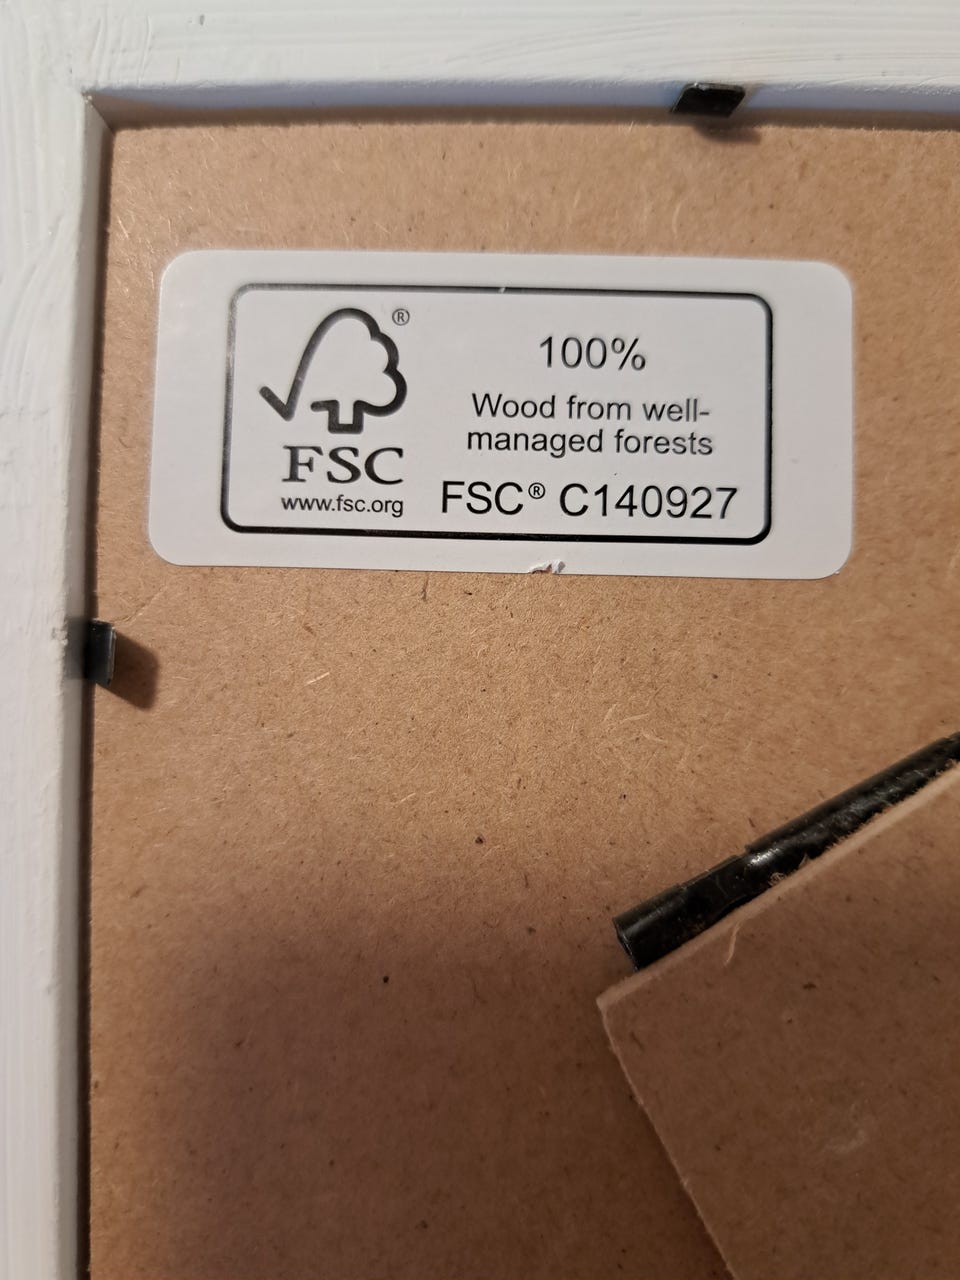 ®
FSC
www.fsc.org
100%
Wood from well-
managed forests
FSC® C140927